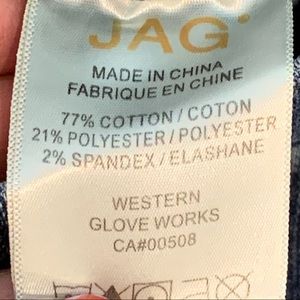 JAG
MADE IN CHINA
FABRIQUE EN CHINE
77% COTTON / COTON
21% POLYESTER / POLYESTER
2% SPANDEX / ELASHANE
WESTERN
GLOVE WORKS
CA#00508